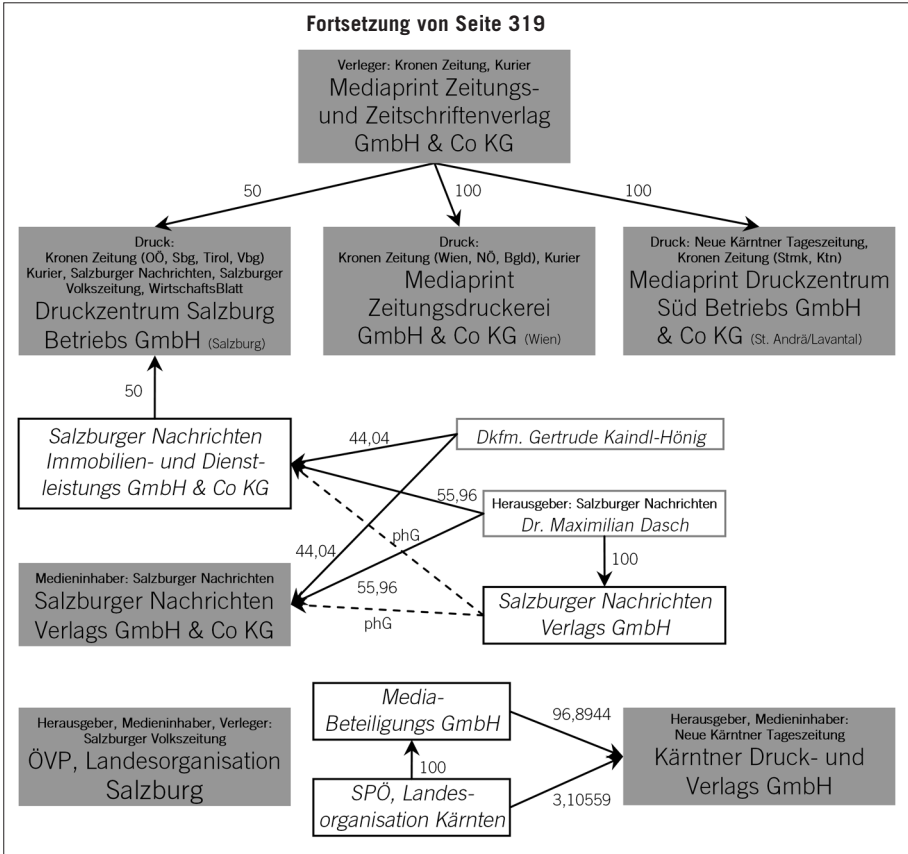 Fortsetzung von Seite 319
Verleger: Kronen Zeitung, Kurier
Mediaprint Zeitungs-
und Zeitschriftenverlag
GmbH & Co KG
50
100
100
Druck:
Kronen Zeitung (OÖ, Sbg, Tirol, Vbg)
Kurier, Salzburger Nachrichten, Salzburger
Volkszeitung, WirtschaftsBlatt
Druckzentrum Salzburg
Betriebs GmbH (Salzburg)
Druck:
Kronen Zeitung (Wien, NÖ, Bgld), Kurier
Mediaprint
Zeitungsdruckerei
GmbH & Co KG (Wien)
Druck: Neue Kärntner Tageszeitung,
Kronen Zeitung (Stmk, Ktn)
Mediaprint Druckzentrum
Süd Betriebs GmbH
& Co KG (St. Andrä/Lavantal)
50
Salzburger Nachrichten
Immobilien- und Dienst-
leistungs GmbH & Co KG
44,04
Dkfm. Gertrude Kaindl-Hönig
55,96
Herausgeber: Salzburger Nachrichten
Dr. Maximilian Dasch
phG
44,04
100
Medieninhaber: Salzburger Nachrichten
Salzburger Nachrichten
Verlags GmbH & Co KG
55,96
phG
Salzburger Nachrichten
Verlags GmbH
Herausgeber, Medieninhaber, Verleger:
Salzburger Volkszeitung
ÖVP, Landesorganisation
Salzburg
Media-
Beteiligungs GmbH
96,8944
100
SPÖ, Landes-
organisation Kärnten
3,10559
Herausgeber, Medieninhaber:
Neue Kärntner Tageszeitung
Kärntner Druck- und
Verlags GmbH